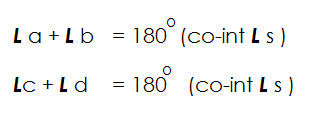 L a + L b = 180° (co-int L s )
Lc + L d = 180° (co-int L s )